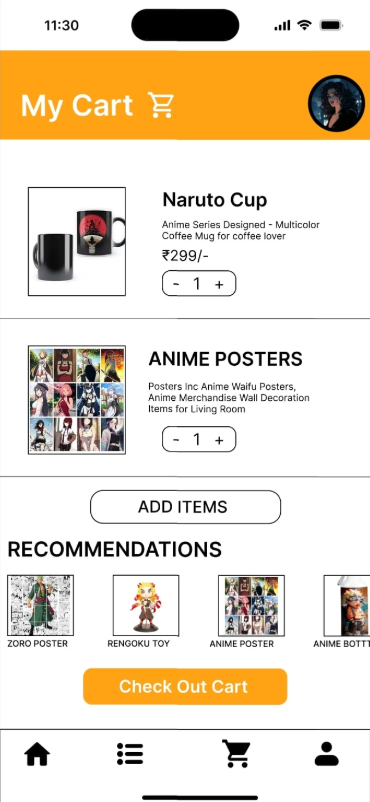 11:30
My Cart
Naruto Cup
Anime Series Designed - Multicolor
Coffee Mug for coffee lover
₹299/-
- 1 +
ANIME POSTERS
Posters Inc Anime Waifu Posters,
Anime Merchandise Wall Decoration
Items for Living Room
- 1 +
ADD ITEMS
RECOMMENDATIONS
ZORO POSTER
RENGOKU TOY
ANIME POSTER
ANIME BOTTT
Check Out Cart